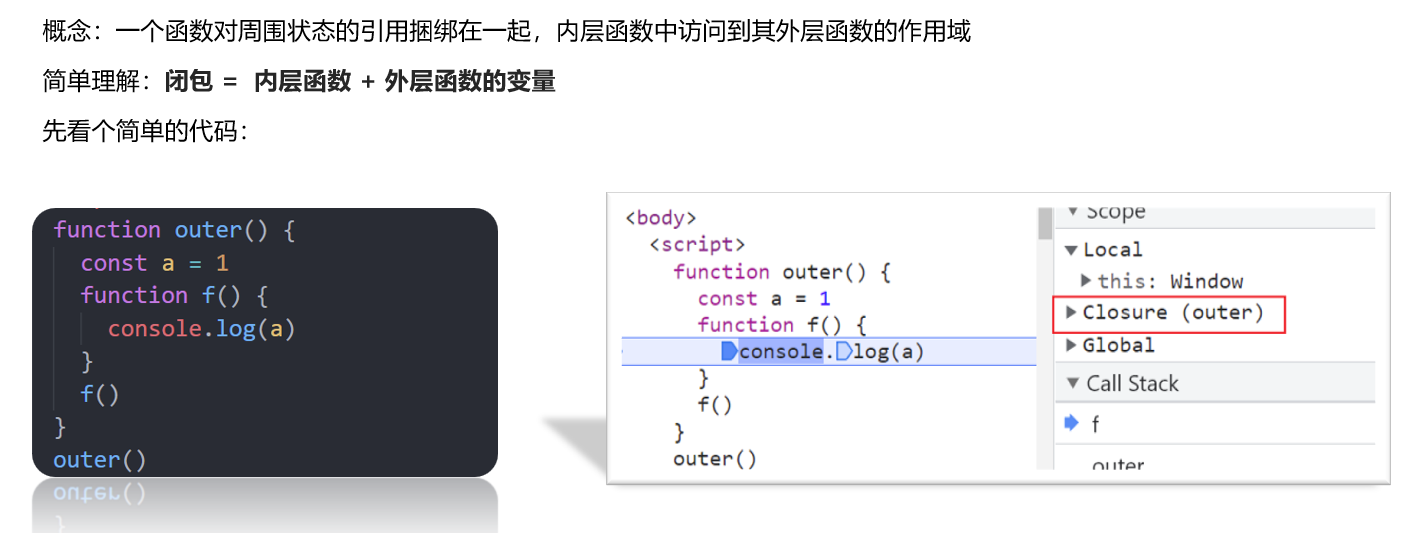 概念：一个函数对周围状态的引用捆绑在一起，内层函数中访问到其外层函数的作用域
简单理解：闭包 = 内层函数 + 外层函数的变量
先看个简单的代码：
function outer() {
const a = 1
function f() {
console.log(a)
}
f()
}
outer()
outer()
}
<body>
<script>
function outer() {
const a = 1
function f() {
console.log(a)
}
f()
}
outer()
Scope
Local
this: Window
Closure (outer)
Global
Call Stack
f
outer